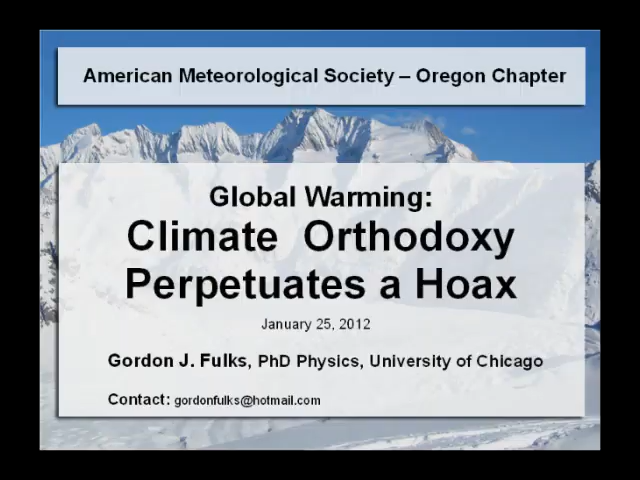 American Meteorological Society – Oregon Chapter
Global Warming:
Climate Orthodoxy
Perpetuates a Hoax
January 25, 2012
Gordon J. Fulks, PhD Physics, University of Chicago
Contact: gordonfulks@hotmail.com